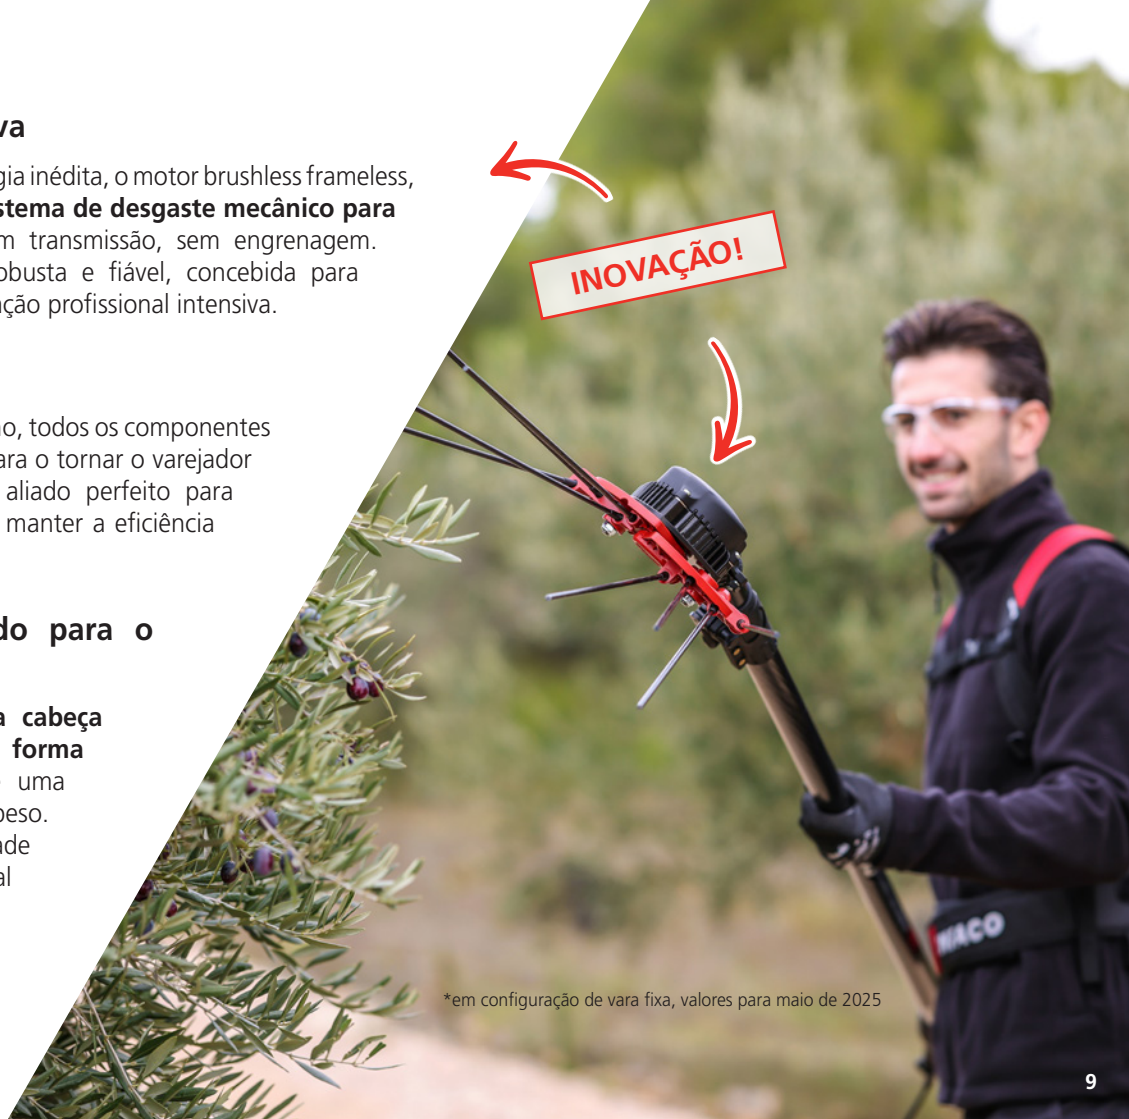 va
gia inédita, o motor brushless frameless,
stema de desgaste mecânico para
m transmissão, sem engrenagem.
obusta e fiável, concebida para
ção profissional intensiva.
INOVAÇÃO!
o, todos os componentes
ara o tornar o varejador
aliado perfeito para
manter a eficiência
do para o
a cabeça
forma
uma
peso.
ade
al
*em configuração de vara fixa, valores para maio de 2025
9